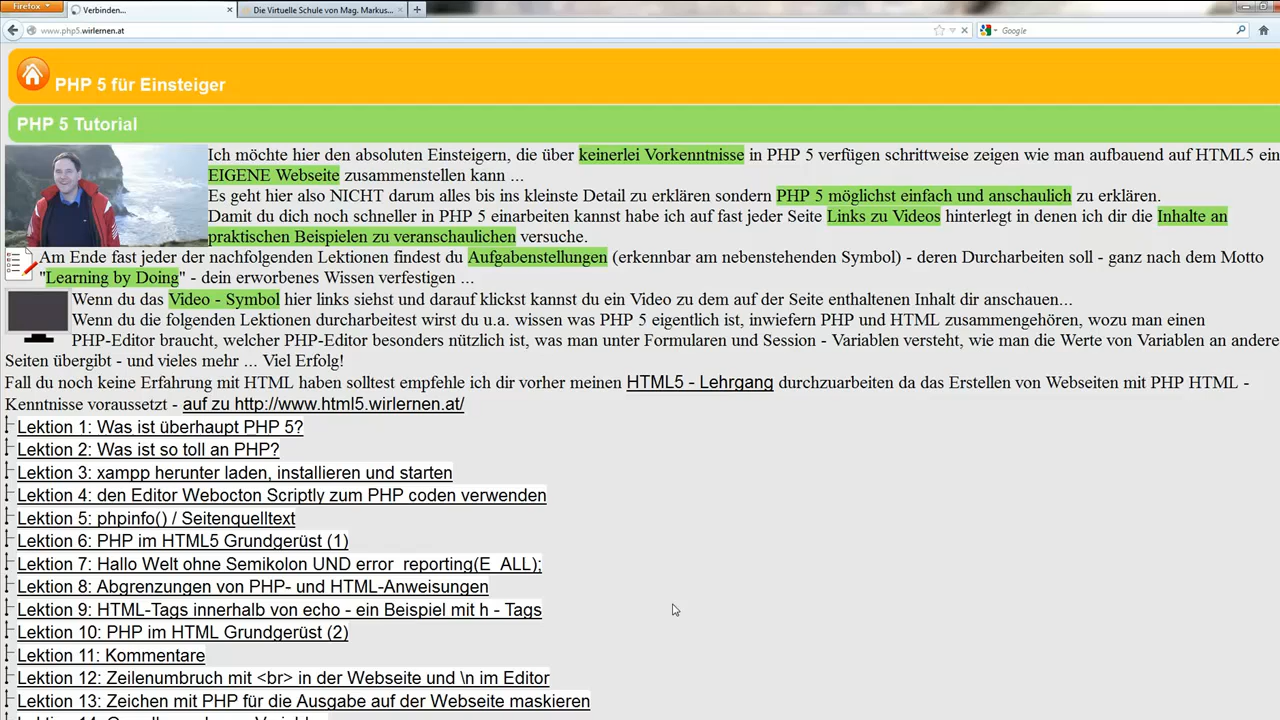 Firefox
Verbinden...
Die Virtuelle Schule von Mag. Markus...
www.php5.wirlernen.at
Google
PHP 5 für Einsteiger
PHP 5 Tutorial
Ich möchte hier den absoluten Einsteigern, die über keinerlei Vorkenntnisse in PHP 5 verfügen schrittweise zeigen wie man aufbauend auf HTML5 ein
EIGENE Webseite zusammenstellen kann ...
Es geht hier also NICHT darum alles bis ins kleinste Detail zu erklären sondern PHP 5 möglichst einfach und anschaulich zu erklären.
Damit du dich noch schneller in PHP 5 einarbeiten kannst habe ich auf fast jeder Seite Links zu Videos hinterlegt in denen ich dir die Inhalte an
praktischen Beispielen zu veranschaulichen versuche.
Am Ende fast jeder der nachfolgenden Lektionen findest du Aufgabenstellungen (erkennbar am nebenstehenden Symbol) - deren Durcharbeiten soll - ganz nach dem Motto
"Learning by Doing" - dein erworbenes Wissen verfestigen ...
Wenn du das Video - Symbol hier links siehst und darauf klickst kannst du ein Video zu dem auf der Seite enthaltenen Inhalt dir anschauen...
Wenn du die folgenden Lektionen durcharbeitest wirst du u.a. wissen was PHP 5 eigentlich ist, inwiefern PHP und HTML zusammengehören, wozu man einen
PHP-Editor braucht, welcher PHP-Editor besonders nützlich ist, was man unter Formularen und Session - Variablen versteht, wie man die Werte von Variablen an andere
Seiten übergibt - und vieles mehr ... Viel Erfolg!
Fall du noch keine Erfahrung mit HTML haben solltest empfehle ich dir vorher meinen HTML5 - Lehrgang durchzuarbeiten da das Erstellen von Webseiten mit PHP HTML -
Kenntnisse voraussetzt - auf zu http://www.html5.wirlernen.at/
Lektion 1: Was ist überhaupt PHP 5?
Lektion 2: Was ist so toll an PHP?
Lektion 3: xampp herunter laden, installieren und starten
Lektion 4: den Editor Webocton Scriptly zum PHP coden verwenden
Lektion 5: phpinfo() / Seitenquelltext
Lektion 6: PHP im HTML5 Grundgerüst (1)
Lektion 7: Hallo Welt ohne Semikolon UND error_reporting(E_ALL);
Lektion 8: Abgrenzungen von PHP- und HTML-Anweisungen
Lektion 9: HTML-Tags innerhalb von echo - ein Beispiel mit h - Tags
Lektion 10: PHP im HTML Grundgerüst (2)
Lektion 11: Kommentare
Lektion 12: Zeilenumbruch mit <br> in der Webseite und \n im Editor
Lektion 13: Zeichen mit PHP für die Ausgabe auf der Webseite maskieren